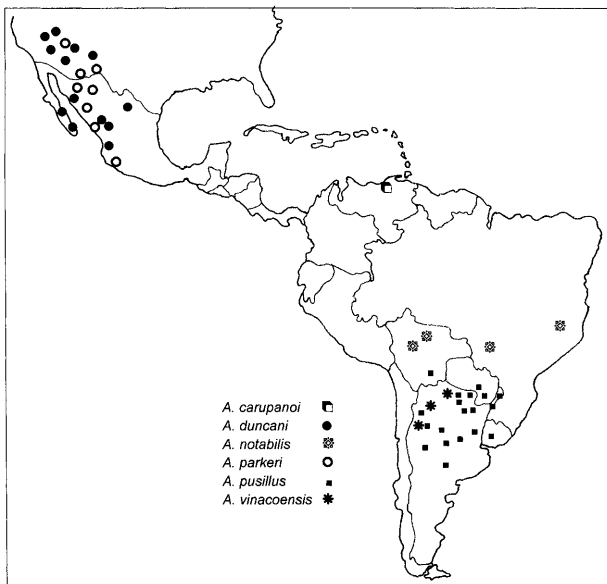 A. carupanoi
A. duncani
A. notabilis
A. parkeri
A. pusillus
A. vinacoensis